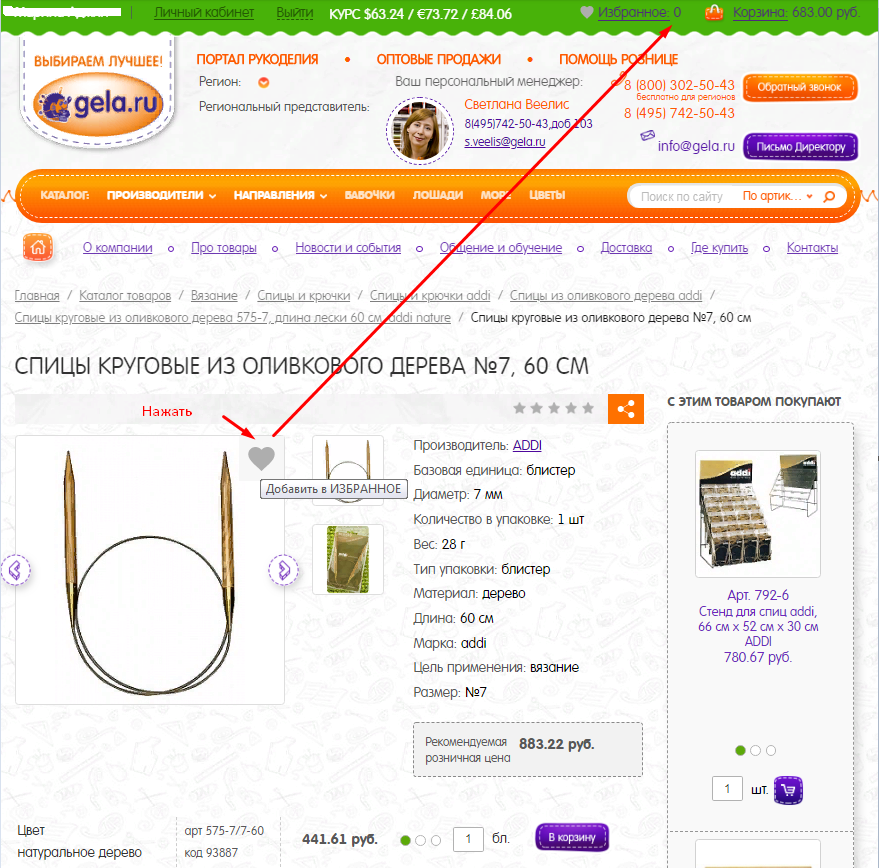 Личный кабинет
Выйти
КУРС $63.24 / €73.72 / £84.06
Избранное: 0
Корзина: 683.00 руб.
ВЫБИРАЕМ ЛУЧШЕЕ!
gela.ru
ПОРТАЛ РУКОДЕЛИЯ • ОПТОВЫЕ ПРОДАЖИ • ПОМОЩЬ РОЗНИЦЕ
Регион:
Региональный представитель:
Ваш персональный менеджер:
Светлана Веелис
8(495)742-50-43,доб.103
s.veelis@gela.ru
8 (800) 302-50-43
бесплатно для регионов
8 (495) 742-50-43
info@gela.ru
Обратный звонок
Письмо Директору
КАТАЛОГ: ПРОИЗВОДИТЕЛИ НАПРАВЛЕНИЯ БАБОЧКИ ЛОШАДИ МОРЕ ЦВЕТЫ
Поиск по сайту
По артик...
О компании
Про товары
Новости и события
Общение и обучение
Доставка
Где купить
Контакты
Главная / Каталог товаров / Вязание / Спицы и крючки / Спицы и крючки addi / Спицы из оливкового дерева addi /
Спицы круговые из оливкового дерева 575-7, длина лески 60 см, addi nature / Спицы круговые из оливкового дерева №7, 60 см
СПИЦЫ КРУГОВЫЕ ИЗ ОЛИВКОВОГО ДЕРЕВА №7, 60 СМ
Нажать
Добавить в ИЗБРАННОЕ
Производитель: ADDI
Базовая единица: блистер
Диаметр: 7 мм
Количество в упаковке: 1 шт
Вес: 28 г
Тип упаковки: блистер
Материал: дерево
Длина: 60 см
Марка: addi
Цель применения: вязание
Размер: №7
Рекомендуемая
розничная цена
883.22 руб.
С ЭТИМ ТОВАРОМ ПОКУПАЮТ
addi
Арт. 792-6
Стенд для спиц addi,
66 см х 52 см х 30 см
ADDI
780.67 руб.
1 шт.
Цвет
натуральное дерево
арт 575-7/7-60
код 93887
441.61 руб.
1 бл.
В корзину